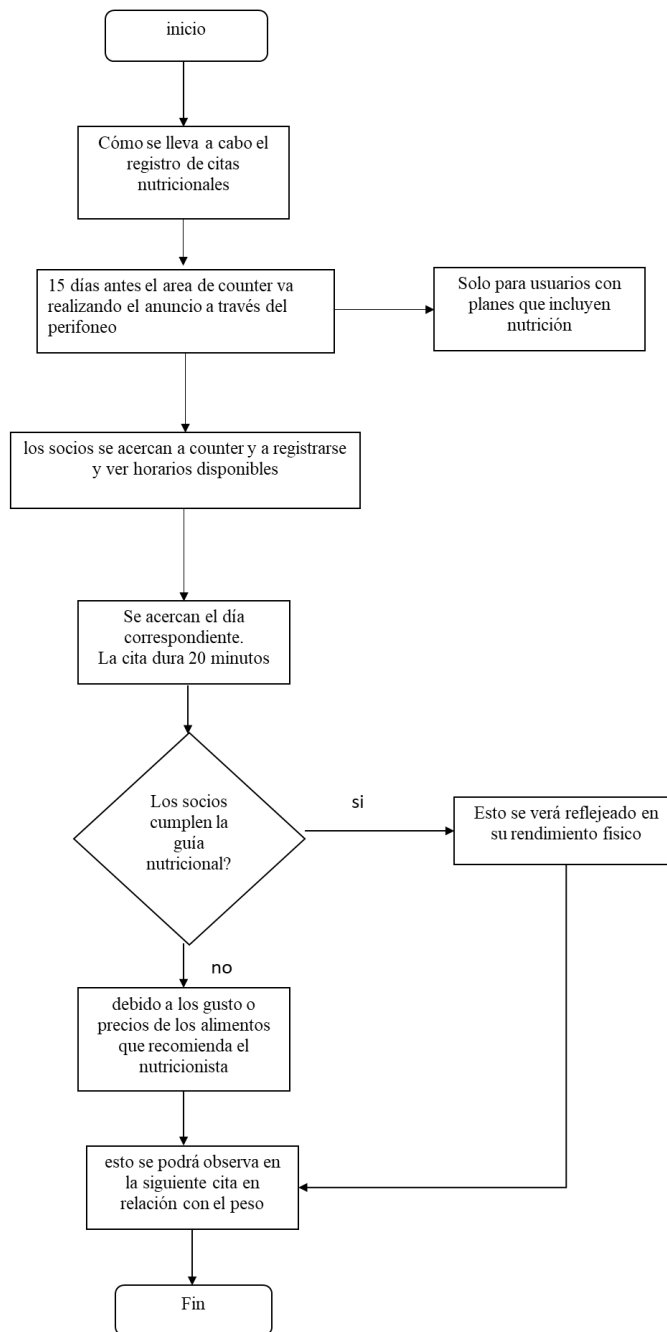 inicio
Cómo se lleva a cabo el
registro de citas
nutricionales
15 días antes el area de counter va
realizando el anuncio a través del
perifoneo
Solo para usuarios con
planes que incluyen
nutrición
los socios se acercan a counter y a registrarse
y ver horarios disponibles
Se acercan el día
correspondiente.
La cita dura 20 minutos
Los socios
cumplen la
guía
nutricional?
si
Esto se verá reflejeado en
su rendimiento fisico
no
debido a los gusto o
precios de los alimentos
que recomienda el
nutricionista
esto se podrá observa en
la siguiente cita en
relación con el peso
Fin